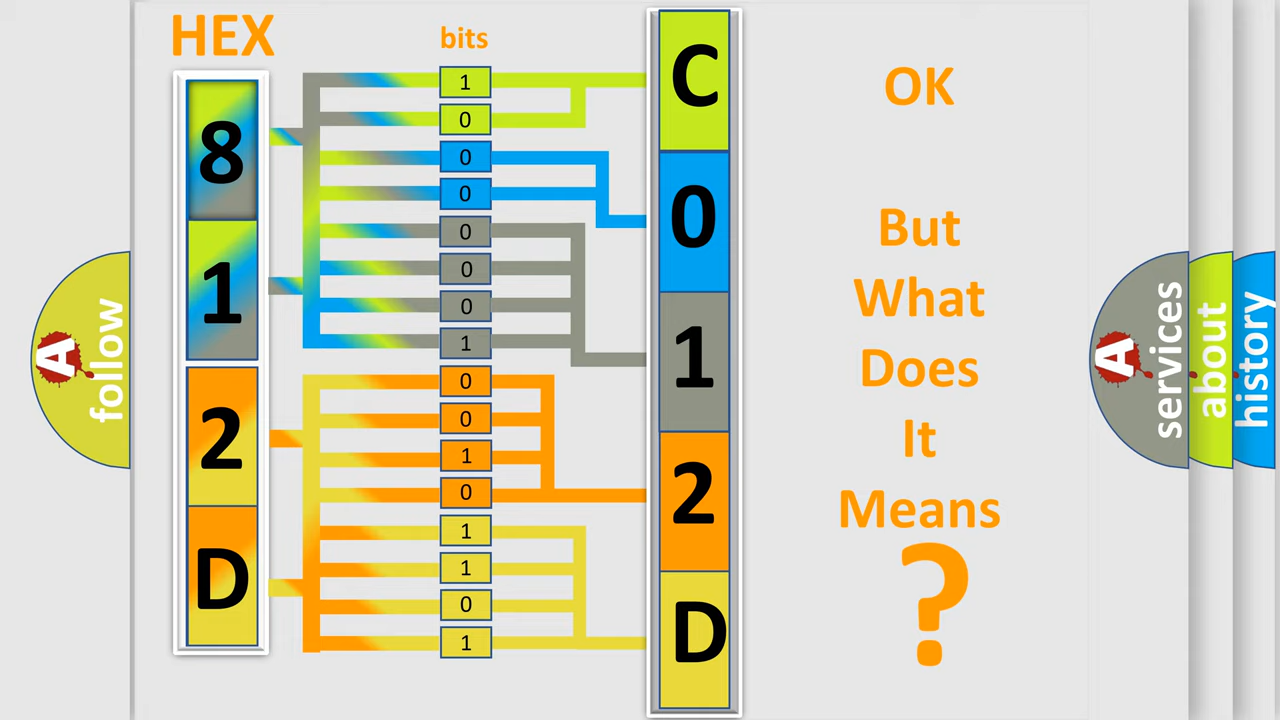 HEX
bits
8
1
2
D
1
0
0
0
0
0
0
1
0
0
1
0
1
1
0
1
C
0
1
2
D
OK
But
What
Does
It
Means
?
A
follow
A
services
about
history